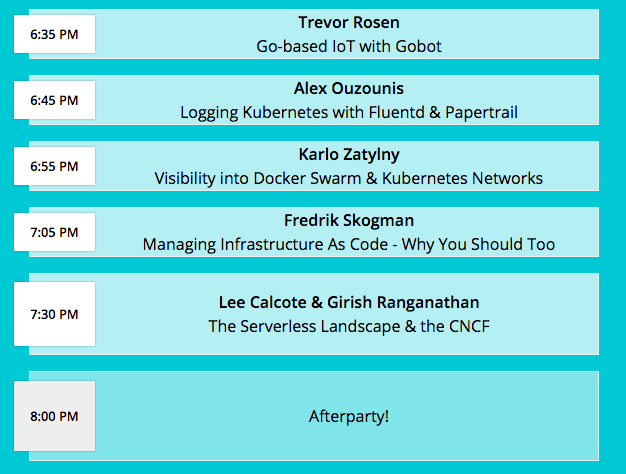 6:35 PM
Trevor Rosen
Go-based IoT with Gobot
6:45 PM
Alex Ouzounis
Logging Kubernetes with Fluentd & Papertrail
6:55 PM
Karlo Zatylny
Visibility into Docker Swarm & Kubernetes Networks
7:05 PM
Fredrik Skogman
Managing Infrastructure As Code - Why You Should Too
7:30 PM
Lee Calcote & Girish Ranganathan
The Serverless Landscape & the CNCF
8:00 PM
Afterparty!